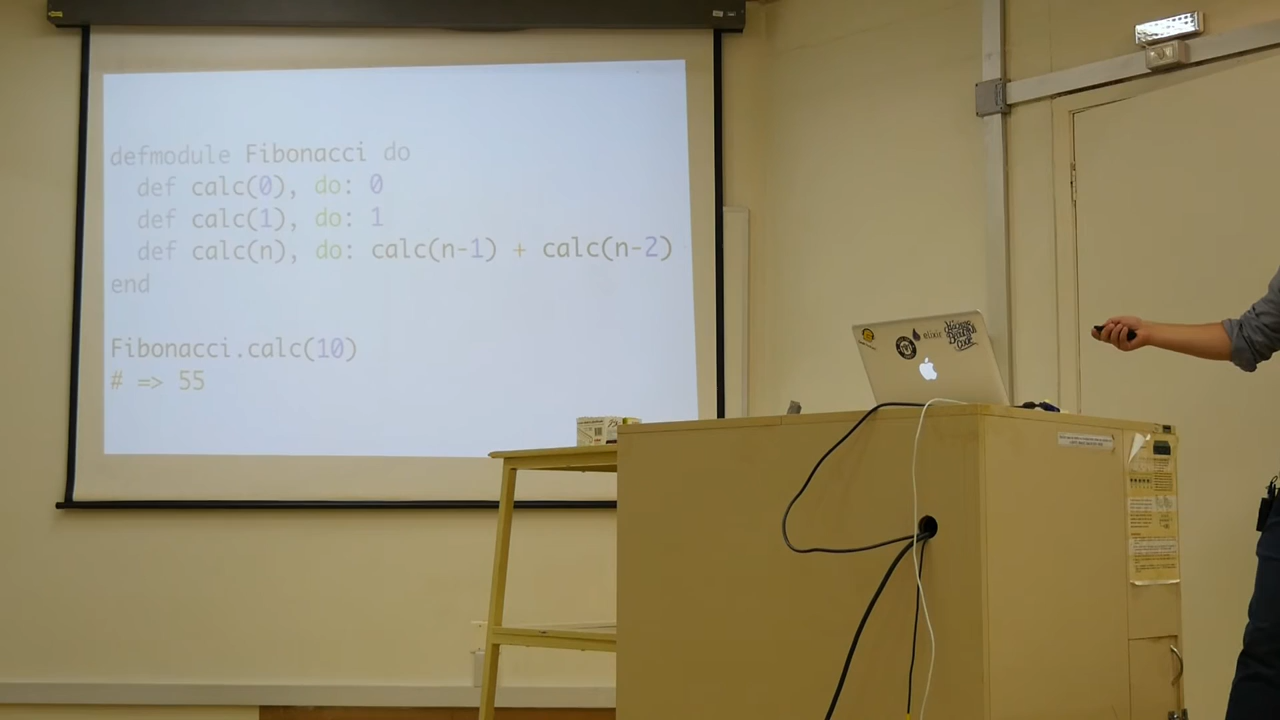 defmodule Fibonacci do
  def calc(0), do: 0
  def calc(1), do: 1
  def calc(n), do: calc(n-1) + calc(n-2)
end
Fibonacci.calc(10)
# => 55
elixir